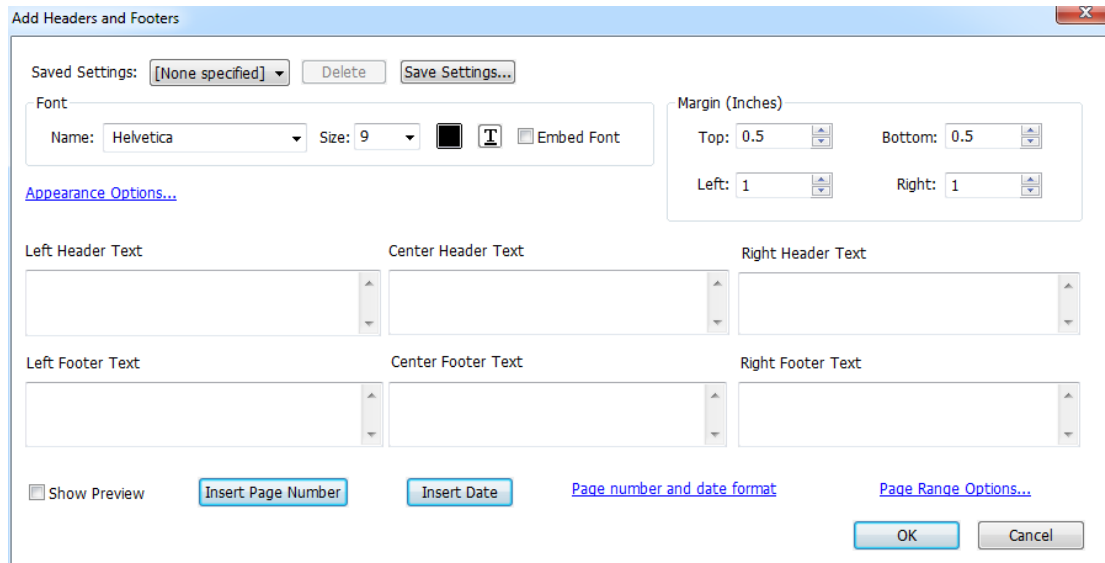 Add Headers and Footers
X
Saved Settings: [None specified] Delete Save Settings...
Font
Name: Helvetica Size: 9 T Embed Font
Margin (Inches)
Top: 0.5 Bottom: 0.5
Left: 1 Right: 1
Appearance Options...
Left Header Text Center Header Text Right Header Text
Left Footer Text Center Footer Text Right Footer Text
Show Preview Insert Page Number Insert Date Page number and date format Page Range Options...
OK Cancel